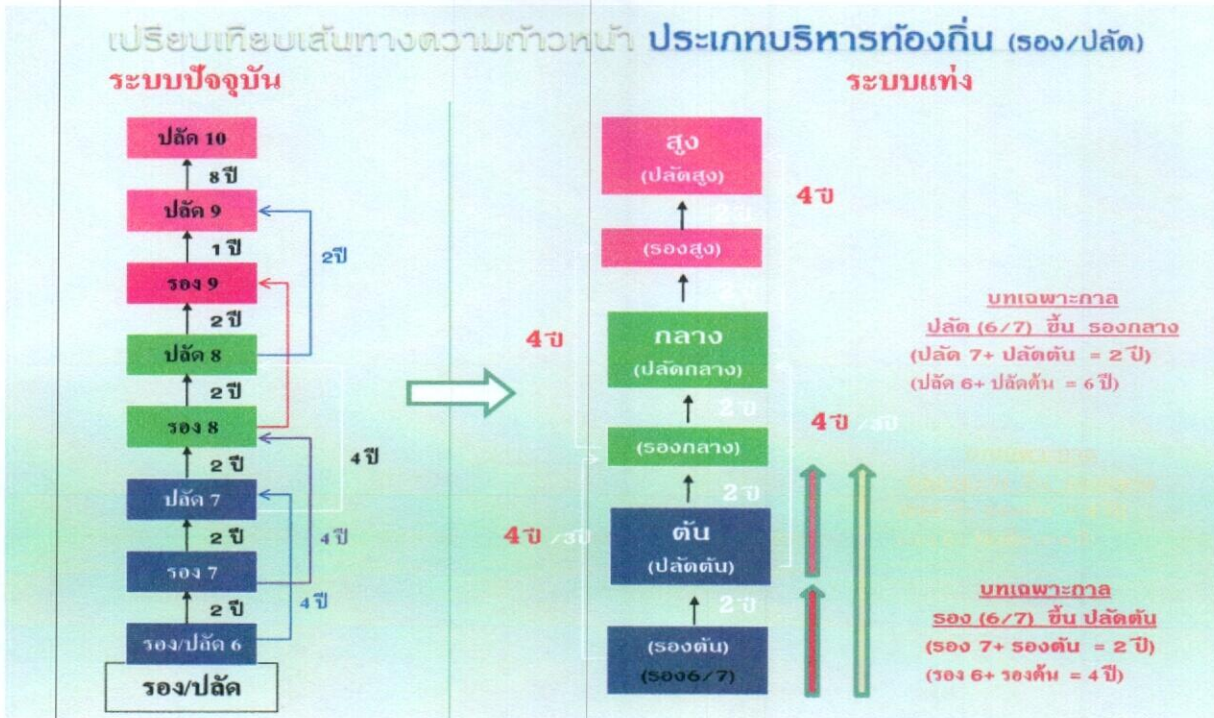 เปรียบเทียบเส้นทางความก้าวหน้า ประเภทบริหารท้องถิ่น (รอง/ปลัด)
ระบบปัจจุบัน
ปลัด 10
8 ปี
ปลัด 9
1 ปี
2ปี
รอง 9
2 ปี
ปลัด 8
2 ปี
รอง 8
2 ปี
4 ปี
ปลัด 7
2 ปี
4 ปี
รอง 7
2 ปี
4 ปี
รอง/ปลัด 6
รอง/ปลัด
ระบบแท่ง
สูง
(ปลัดสูง)
4 ปี
2 ปี
(รองสูง)
2 ปี
4 ปี
กลาง
(ปลัดกลาง)
2 ปี
4 ปี /3ปี
(รองกลาง)
2 ปี
4 ปี /3ปี
ต้น
(ปลัดต้น)
2 ปี
(รองต้น)
(รอง6/7)
บทเฉพาะกาล
ปลัด (6/7) ขึ้น รองกลาง
(ปลัด 7+ ปลัดต้น = 2 ปี)
(ปลัด 6+ ปลัดต้น = 6 ปี)
บทเฉพาะกาล
รอง (6/7) ขึ้น ปลัดต้น
(รอง 7+ รองต้น = 2 ปี)
(รอง 6+ รองต้น = 4 ปี)